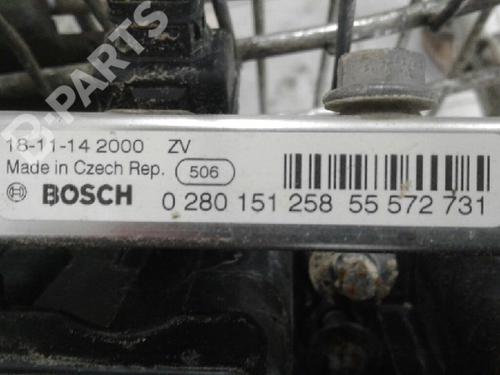 B-PARTS
18-11-14 2000 ZV
Made in Czech Rep. 506
BOSCH 0 280 151 258 55 572 731